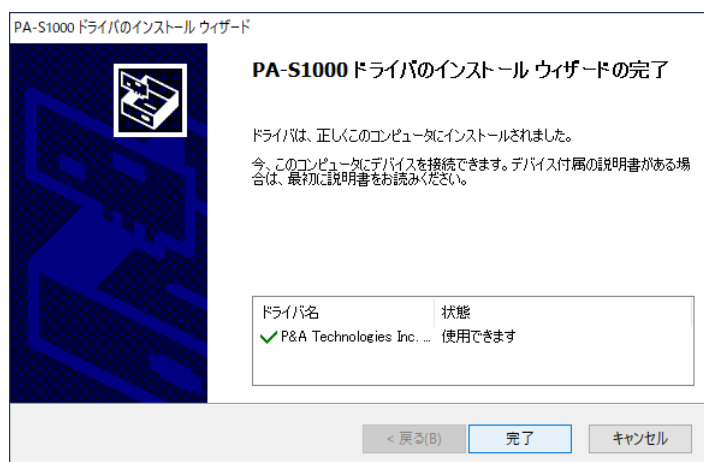 PA-S1000 ドライバのインストール ウィザード
PA-S1000 ドライバのインストール ウィザードの完了
ドライバは、正しくこのコンピュータにインストールされました。
今、このコンピュータにデバイスを接続できます。デバイス付属の説明書がある場
合は、最初に説明書をお読みください。
ドライバ名 状態
P&A Technologies Inc. ... 使用できます
< 戻る(B) 完了 キャンセル